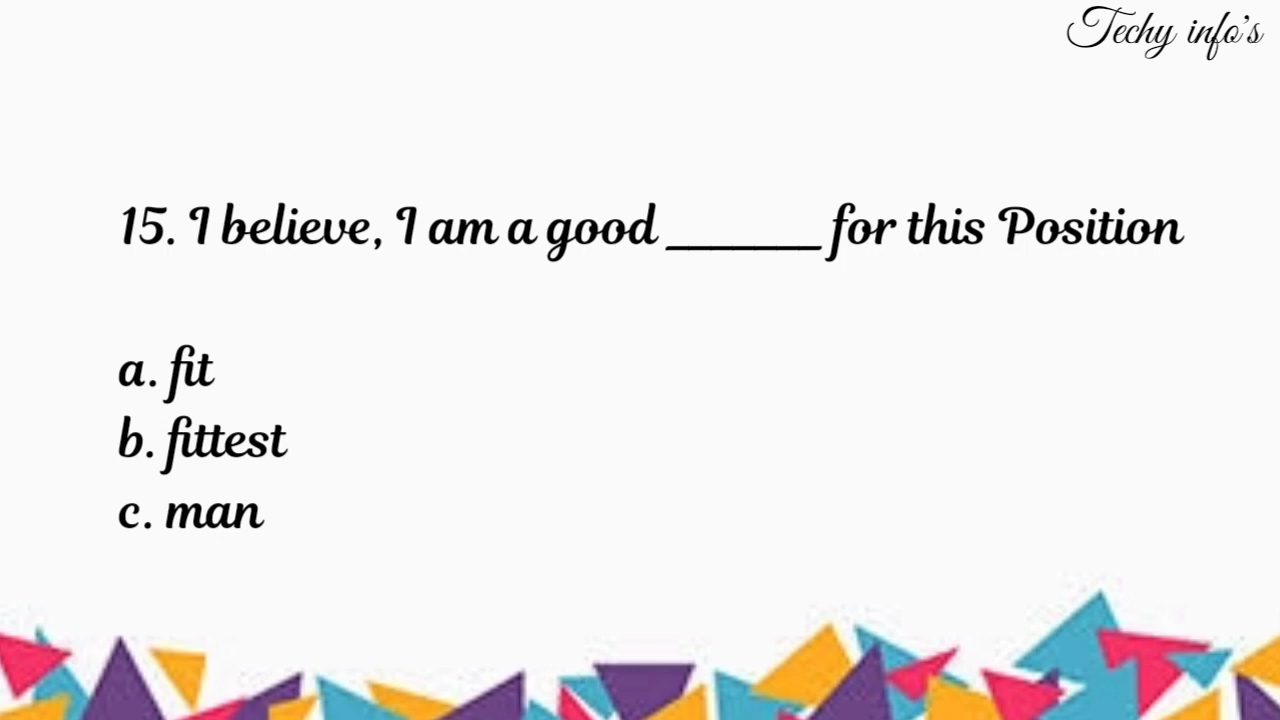 Techy info's
15. I believe, I am a good ______ for this Position
a. fit
b. fittest
c. man